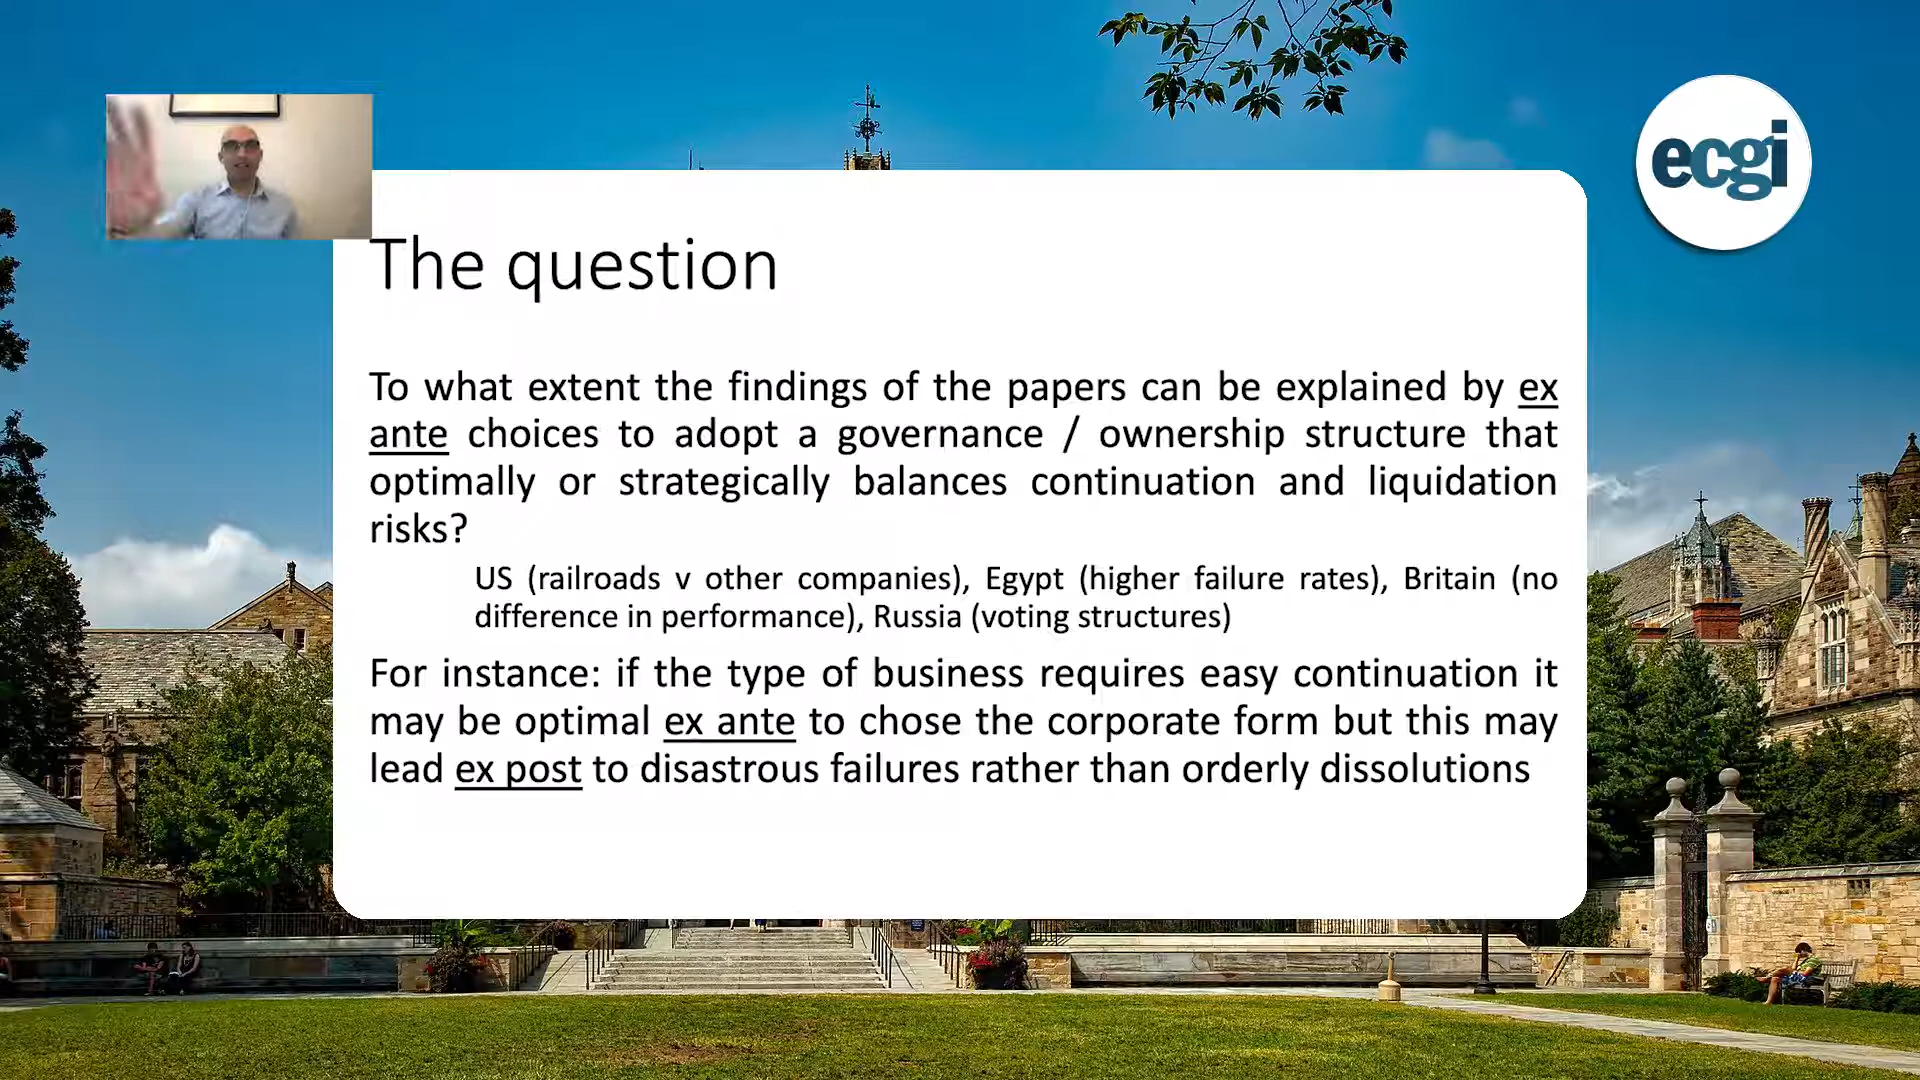 ecgi
The question
To what extent the findings of the papers can be explained by ex
ante choices to adopt a governance / ownership structure that
optimally or strategically balances continuation and liquidation
risks?
US (railroads v other companies), Egypt (higher failure rates), Britain (no
difference in performance), Russia (voting structures)
For instance: if the type of business requires easy continuation it
may be optimal ex ante to chose the corporate form but this may
lead ex post to disastrous failures rather than orderly dissolutions